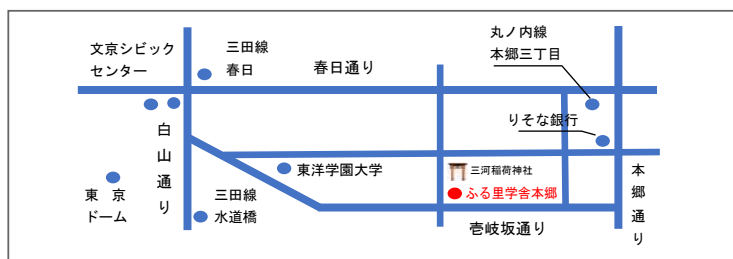 文京シビック
センター
三田線
春日
春日通り
丸ノ内線
本郷三丁目
りそな銀行
白山通り
東洋学園大学
三河稲荷神社
ふる里学舎本郷
東 京
ドーム
三田線
水道橋
壱岐坂通り
本郷通り